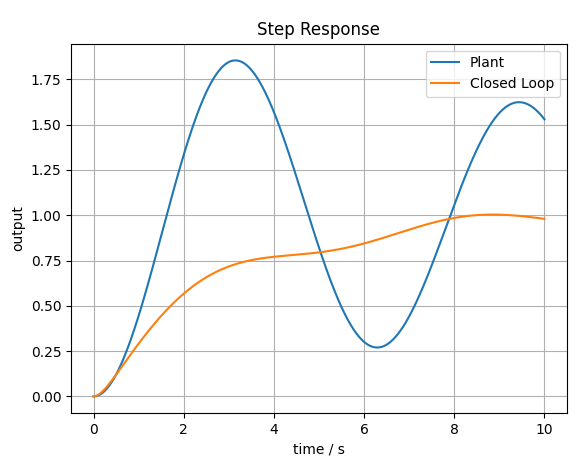 Step Response
Plant
Closed Loop
output
1.75
1.50
1.25
1.00
0.75
0.50
0.25
0.00
0 2 4 6 8 10
time / s